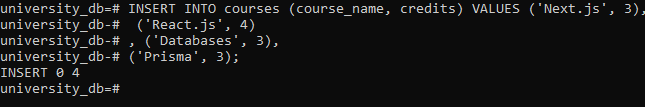 university_db=# INSERT INTO courses (course_name, credits) VALUES ('Next.js', 3),
university_db-#  ('React.js', 4)
university_db-# , ('Databases', 3),
university_db-# ('Prisma', 3);
INSERT 0 4
university_db=#